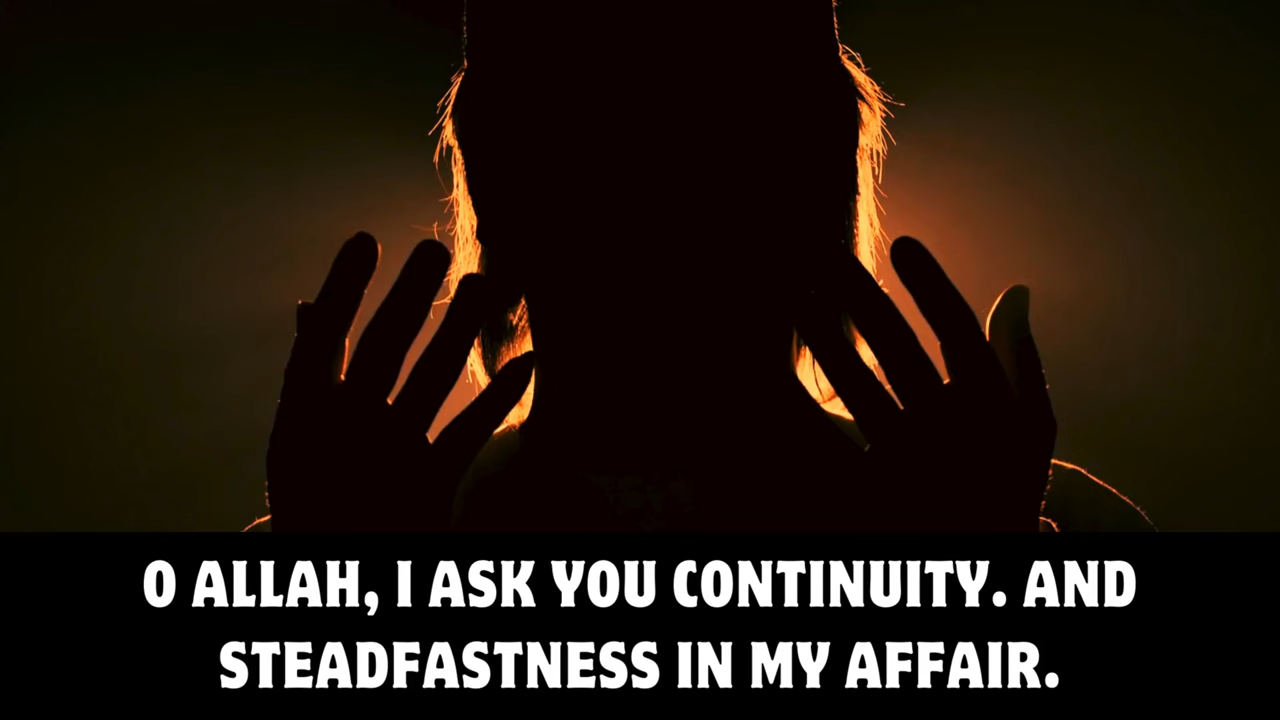 O ALLAH, I ASK YOU CONTINUITY. AND
STEADFASTNESS IN MY AFFAIR.